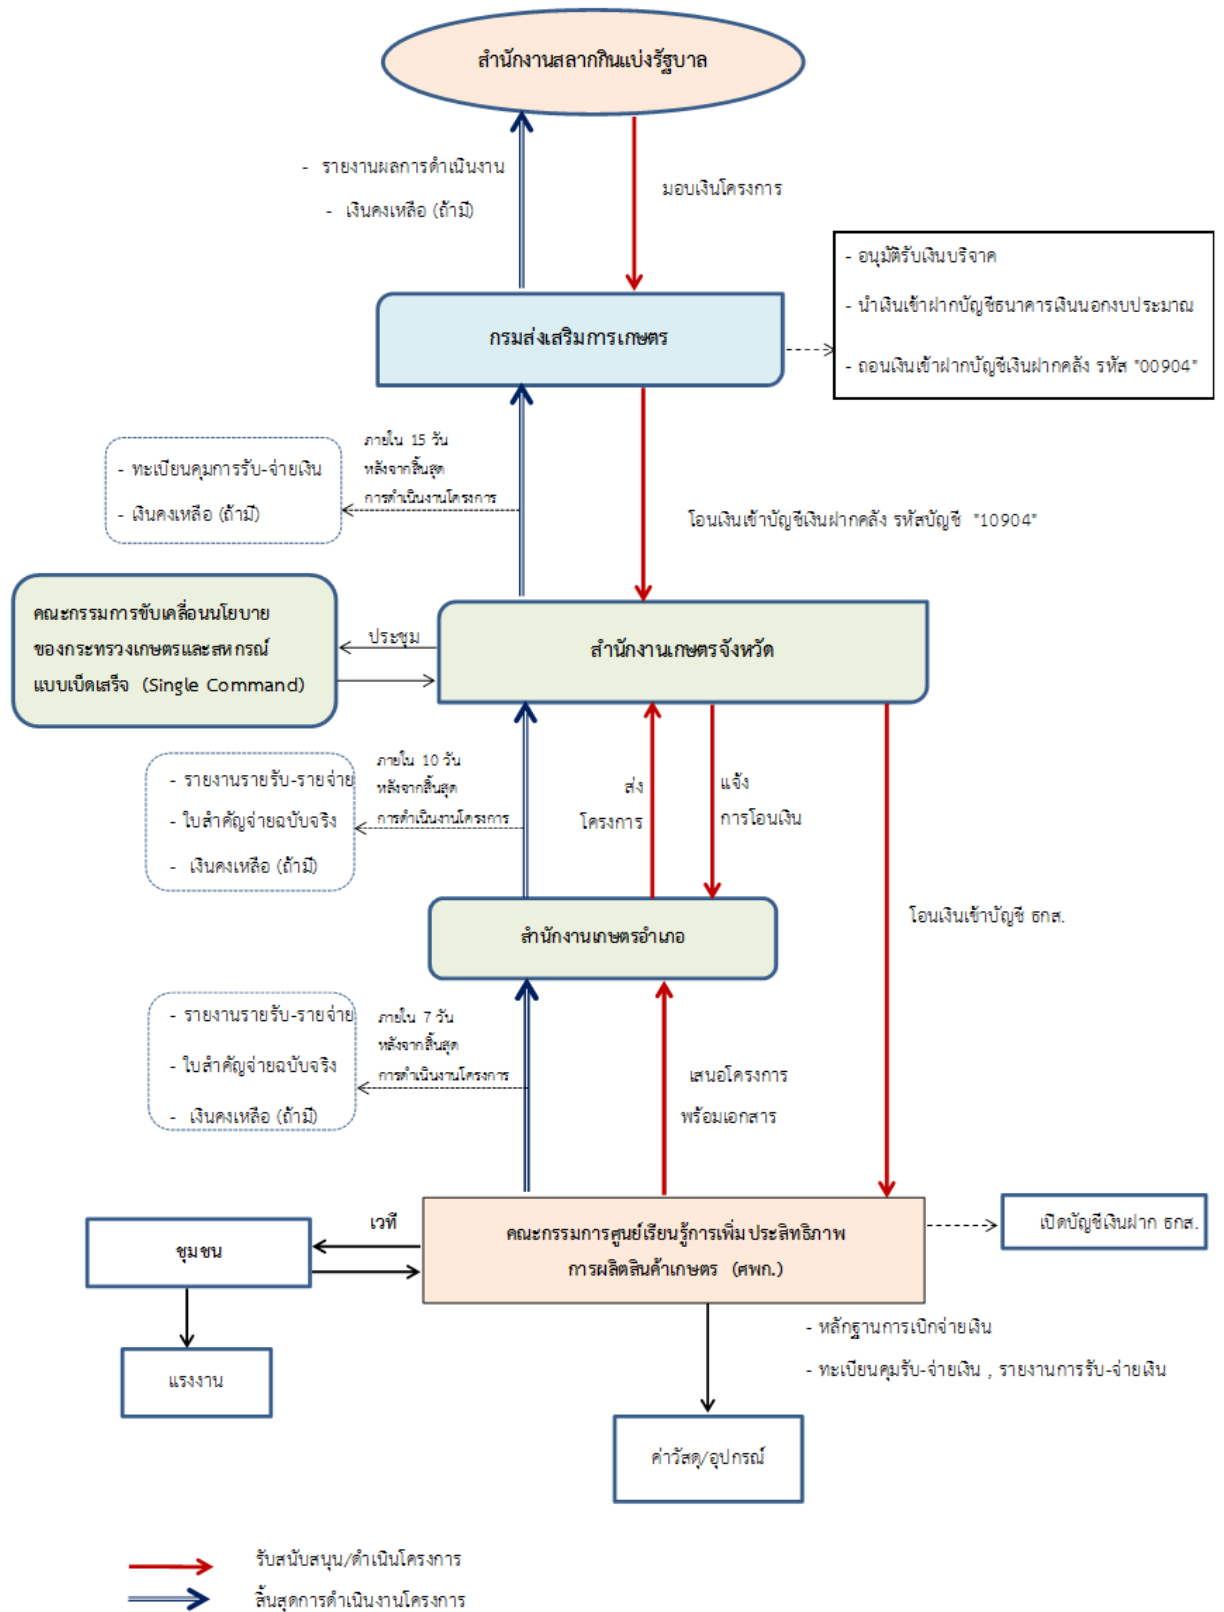 สำนักงานสลากกินแบ่งรัฐบาล
- รายงานผลการดำเนินงาน
- เงินคงเหลือ (ถ้ามี)
มอบเงินโครงการ
- อนุมัติรับเงินบริจาค
- นำเงินเข้าฝากบัญชีธนาคารเงินนอกงบประมาณ
- ถอนเงินเข้าฝากบัญชีเงินฝากคลัง รหัส "00904"
กรมส่งเสริมการเกษตร
ภายใน 15 วัน
หลังจากสิ้นสุด
การดำเนินงานโครงการ
- ทะเบียนคุมการรับ-จ่ายเงิน
- เงินคงเหลือ (ถ้ามี)
โอนเงินเข้าบัญชีเงินฝากคลัง รหัสบัญชี "10904"
คณะกรรมการขับเคลื่อนนโยบาย
ของกระทรวงเกษตรและสหกรณ์
แบบเบ็ดเสร็จ (Single Command)
ประชุม
สำนักงานเกษตรจังหวัด
ภายใน 10 วัน
หลังจากสิ้นสุด
การดำเนินงานโครงการ
- รายงานรายรับ-รายจ่าย
- ใบสำคัญจ่ายฉบับจริง
- เงินคงเหลือ (ถ้ามี)
ส่ง
โครงการ
แจ้ง
การโอนเงิน
โอนเงินเข้าบัญชี ธกส.
สำนักงานเกษตรอำเภอ
ภายใน 7 วัน
หลังจากสิ้นสุด
การดำเนินงานโครงการ
- รายงานรายรับ-รายจ่าย
- ใบสำคัญจ่ายฉบับจริง
- เงินคงเหลือ (ถ้ามี)
เสนอโครงการ
พร้อมเอกสาร
ชุมชน
เวที
คณะกรรมการศูนย์เรียนรู้การเพิ่มประสิทธิภาพ
การผลิตสินค้าเกษตร (ศพก.)
เปิดบัญชีเงินฝาก ธกส.
แรงงาน
- หลักฐานการเบิกจ่ายเงิน
- ทะเบียนคุมรับ-จ่ายเงิน , รายงานการรับ-จ่ายเงิน
ค่าวัสดุ/อุปกรณ์
รับสนับสนุน/ดำเนินโครงการ
สิ้นสุดการดำเนินงานโครงการ